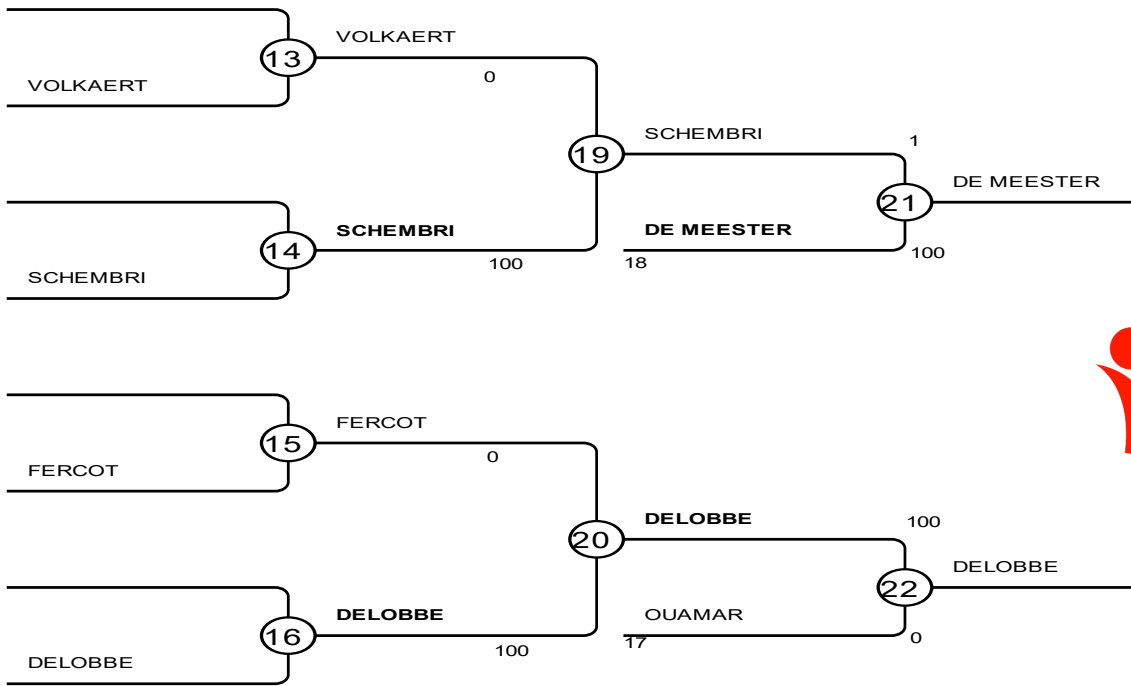 VOLKAERT
13
VOLKAERT
0
19
SCHEMBRI
1
14
SCHEMBRI
SCHEMBRI
100
DE MEESTER
18
21
100
DE MEESTER
15
FERCOT
FERCOT
0
20
DELOBBE
100
16
DELOBBE
DELOBBE
100
OUAMAR
17
22
0
DELOBBE